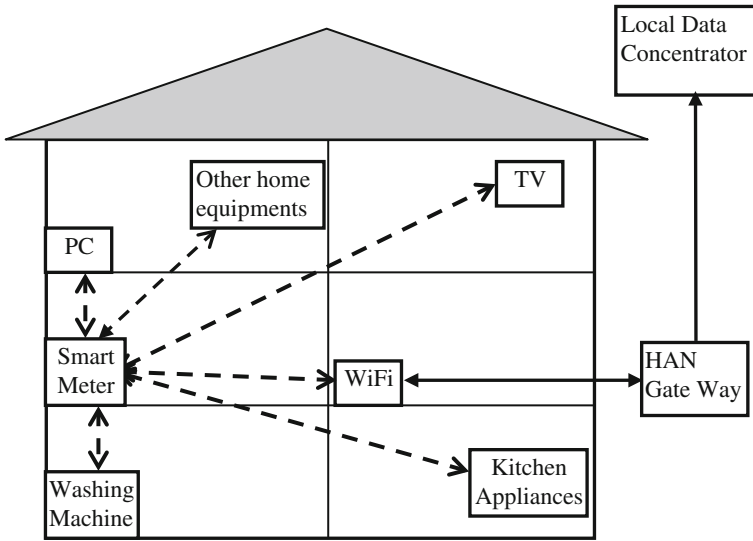 Local Data
Concentrator
Other home
equipments
TV
PC
Smart
Meter
WiFi
HAN
Gate Way
Washing
Machine
Kitchen
Appliances